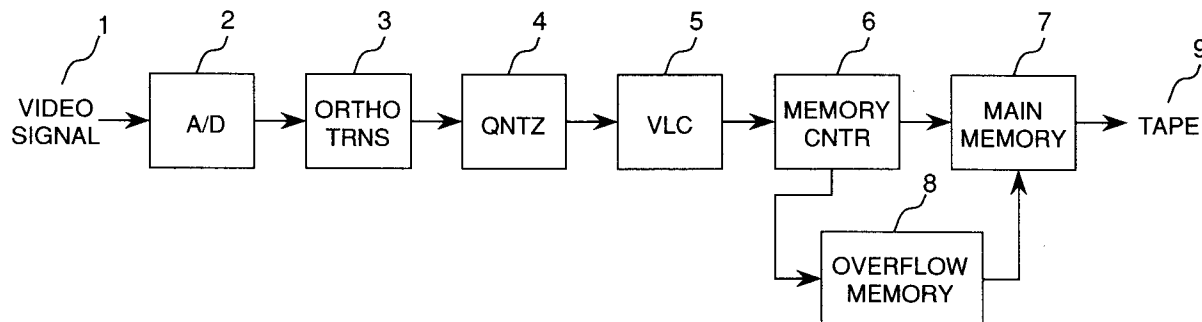 1
2
3
4
5
6
7
9
VIDEO
SIGNAL
A/D
ORTHO
TRNS
QNTZ
VLC
MEMORY
CNTR
MAIN
MEMORY
TAPE
8
OVERFLOW
MEMORY